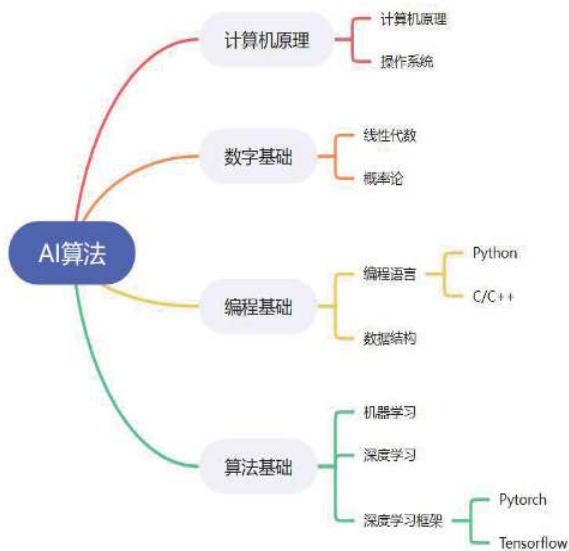 AI算法
计算机原理
计算机原理
操作系统
数字基础
线性代数
概率论
编程基础
编程语言
Python
C/C++
数据结构
算法基础
机器学习
深度学习
深度学习框架
Pytorch
Tensorflow